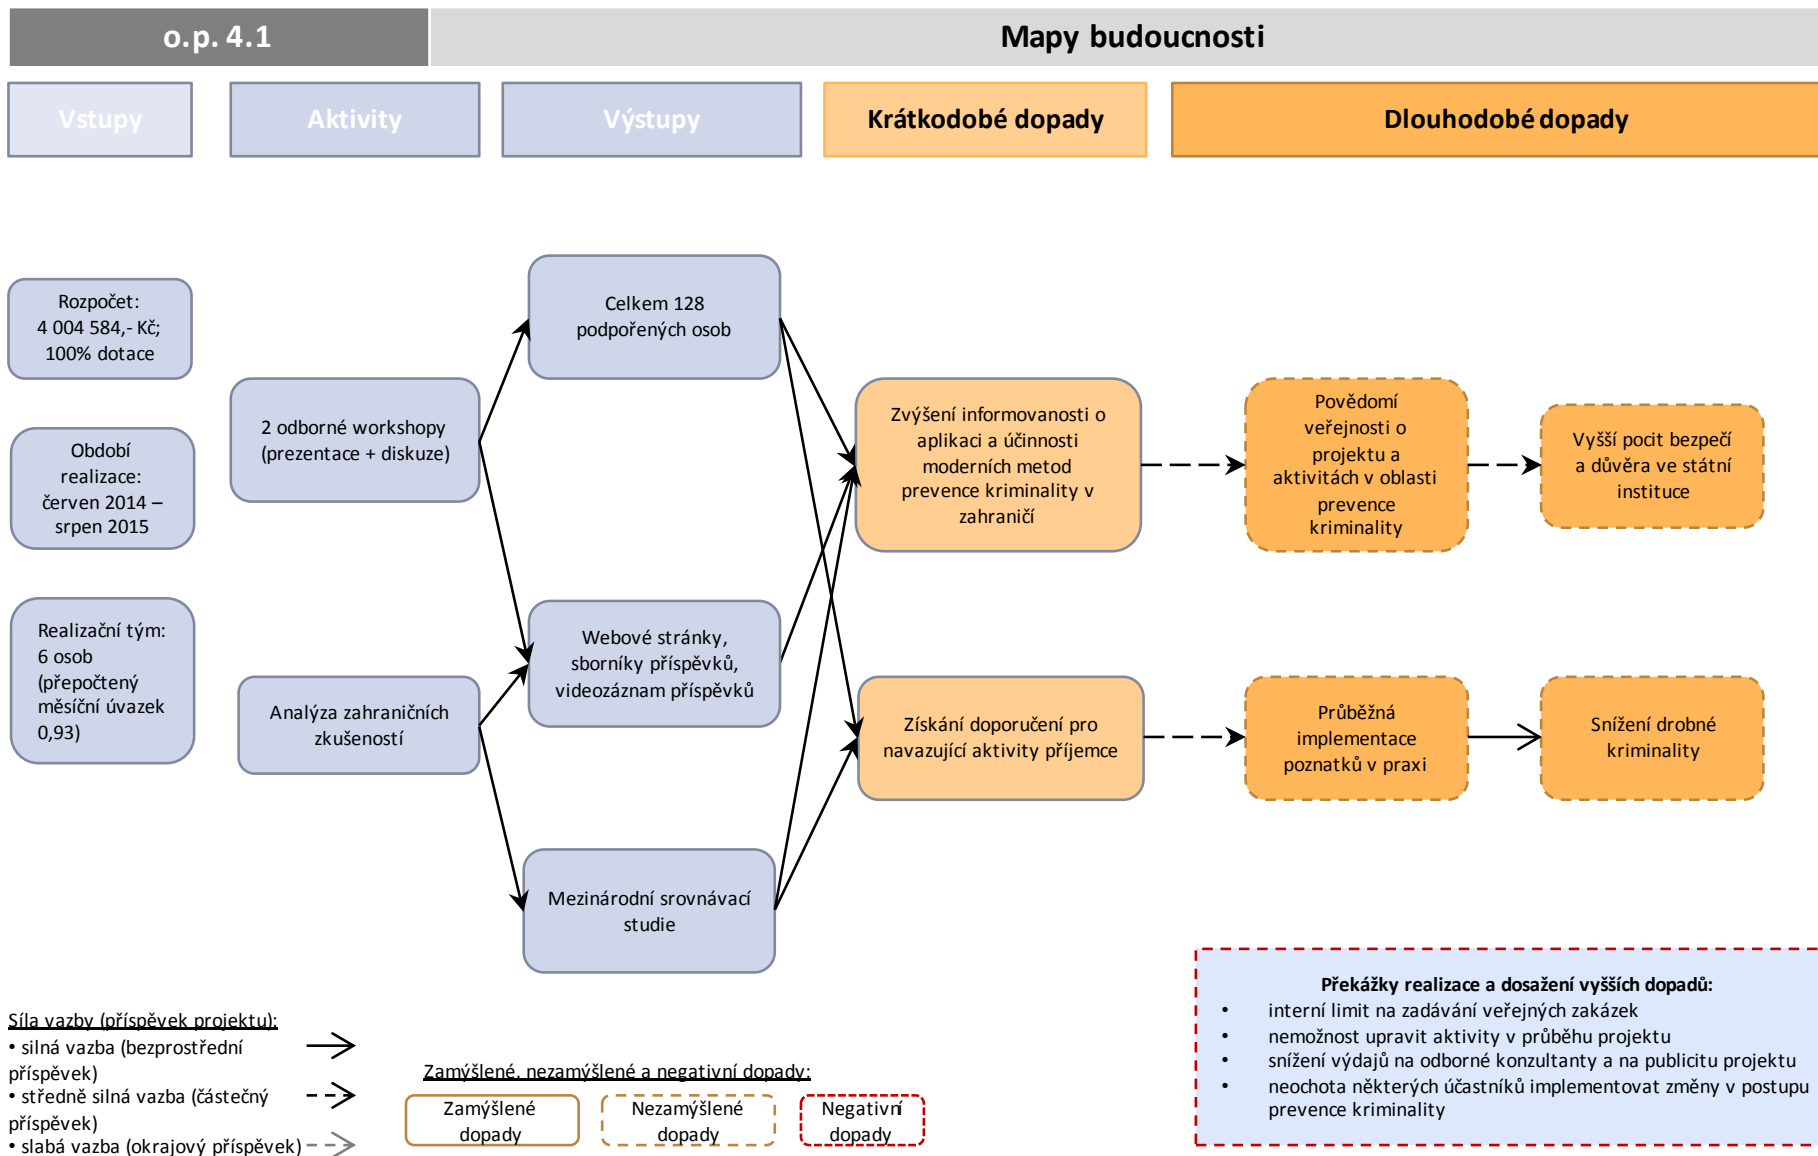 o.p. 4.1
Mapy budoucnosti
Vstupy
Aktivity
Výstupy
Krátkodobé dopady
Dlouhodobé dopady
Rozpočet:
4 004 584,- Kč;
100% dotace
Období
realizace:
červen 2014 –
srpen 2015
Realizační tým:
6 osob
(přepočtený
měsíční úvazek
0,93)
2 odborné workshopy
(prezentace + diskuze)
Analýza zahraničních
zkušeností
Celkem 128
podpořených osob
Webové stránky,
sborníky příspěvků,
videozáznam příspěvků
Mezinárodní srovnávací
studie
Zvýšení informovanosti o
aplikaci a účinnosti
moderních metod
prevence kriminality v
zahraničí
Získání doporučení pro
navazující aktivity příjemce
Povědomí
veřejnosti o
projektu a
aktivitách v oblasti
prevence
kriminality
Průběžná
implementace
poznatků v praxi
Vyšší pocit bezpečí
a důvěra ve státní
instituce
Snížení drobné
kriminality
Síla vazby (příspěvek projektu):
• silná vazba (bezprostřední
příspěvek)
• středně silná vazba (částečný
příspěvek)
• slabá vazba (okrajový příspěvek)
Zamýšlené, nezamýšlené a negativní dopady:
Zamýšlené
dopady
Nezamýšlené
dopady
Negativní
dopady
Překážky realizace a dosažení vyšších dopadů:
• interní limit na zadávání veřejných zakázek
• nemožnost upravit aktivity v průběhu projektu
• snížení výdajů na odborné konzultanty a na publicitu projektu
• neochota některých účastníků implementovat změny v postupu
prevence kriminality